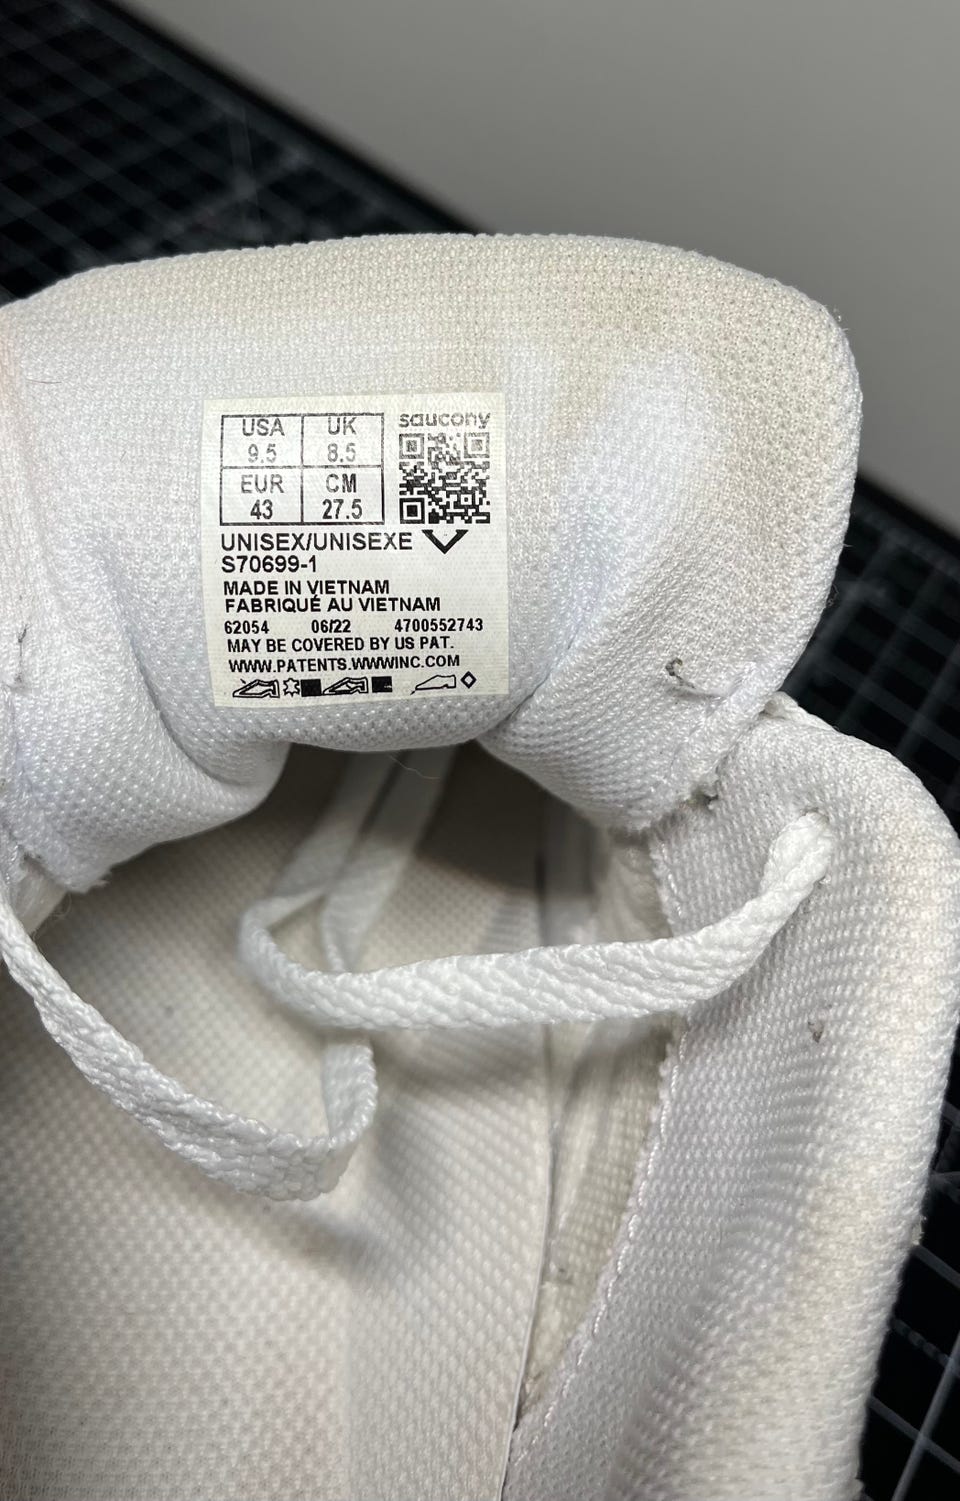 USA UK
9.5 8.5
EUR CM
43 27.5
saucony
UNISEX/UNISEXE
S70699-1
MADE IN VIETNAM
FABRIQUÉ AU VIETNAM
62054 06/22 4700552743
MAY BE COVERED BY US PAT.
WWW.PATENTS.WWWINC.COM